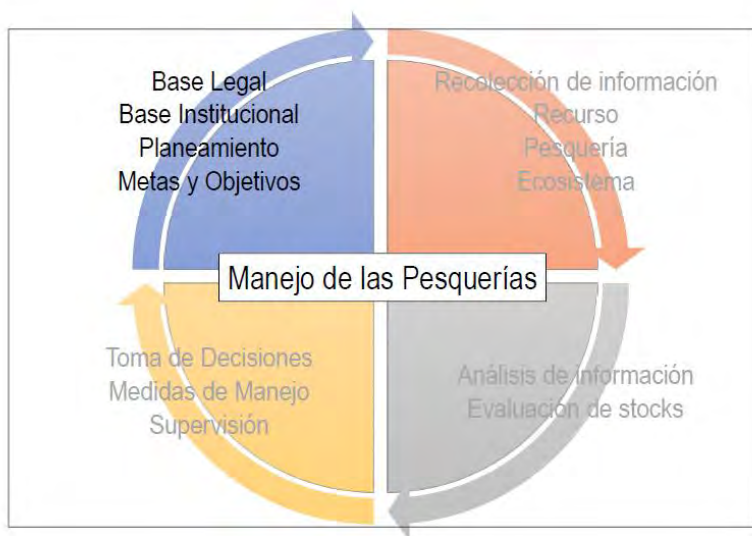 Base Legal
Base Institucional
Planeamiento
Metas y Objetivos
Recolección de información
Recurso
Pesquería
Ecosistema
Manejo de las Pesquerías
Toma de Decisiones
Medidas de Manejo
Supervisión
Análisis de información
Evaluación de stocks